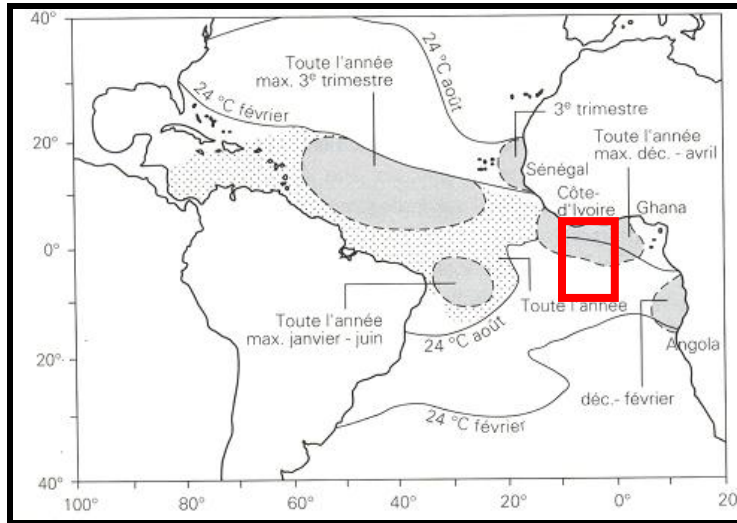 40°
24 °C août
Toute l'année
max. 3e trimestre
24 °C février
3e trimestre
Toute l'année
max. déc. - avril
20°
Sénégal
Côte-
d'Ivoire
Ghana
0°
Toute l'année
Toute l'année
max. janvier - juin
24 °C août
Angola
20°
déc.- février
24 °C février
40°
100°
80°
60°
40°
20°
0°
20